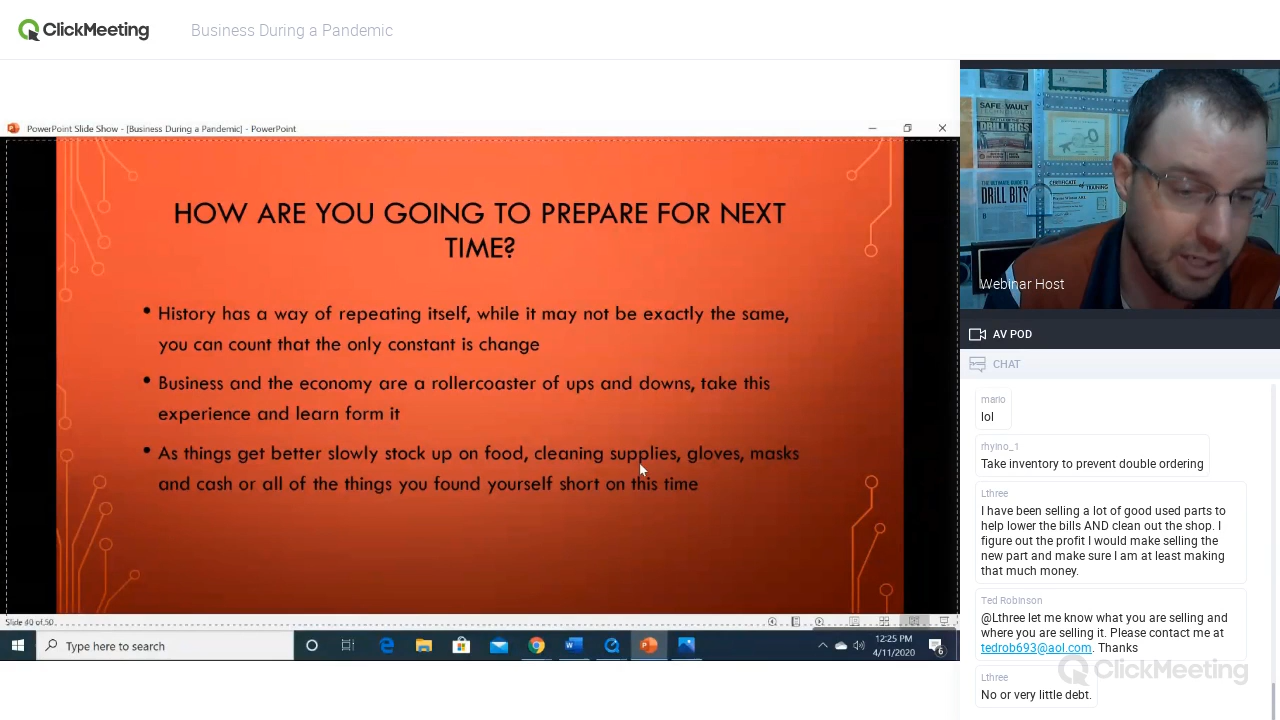 ClickMeeting
Business During a Pandemic
PowerPoint Slide Show - [Business During a Pandemic] - PowerPoint
HOW ARE YOU GOING TO PREPARE FOR NEXT
TIME?
• History has a way of repeating itself, while it may not be exactly the same,
you can count that the only constant is change
• Business and the economy are a rollercoaster of ups and downs, take this
experience and learn form it
• As things get better slowly stock up on food, cleaning supplies, gloves, masks
and cash or all of the things you found yourself short on this time
Slide 40 of 50
Type here to search
12:25 PM
4/11/2020
6
SAFE & VAULT
DRILL RIGS
THE ULTIMATE GUIDE TO
DRILL BITS
CERTIFICATE
of TRAINING
Webinar Host
AV POD
CHAT
mario
lol
rhyino_1
Take inventory to prevent double ordering
Lthree
I have been selling a lot of good used parts to
help lower the bills AND clean out the shop. I
figure out the profit I would make selling the
new part and make sure I am at least making
that much money.
Ted Robinson
@Lthree let me know what you are selling and
where you are selling it. Please contact me at
tedrob693@aol.com. Thanks
ClickMeeting
Lthree
No or very little debt.